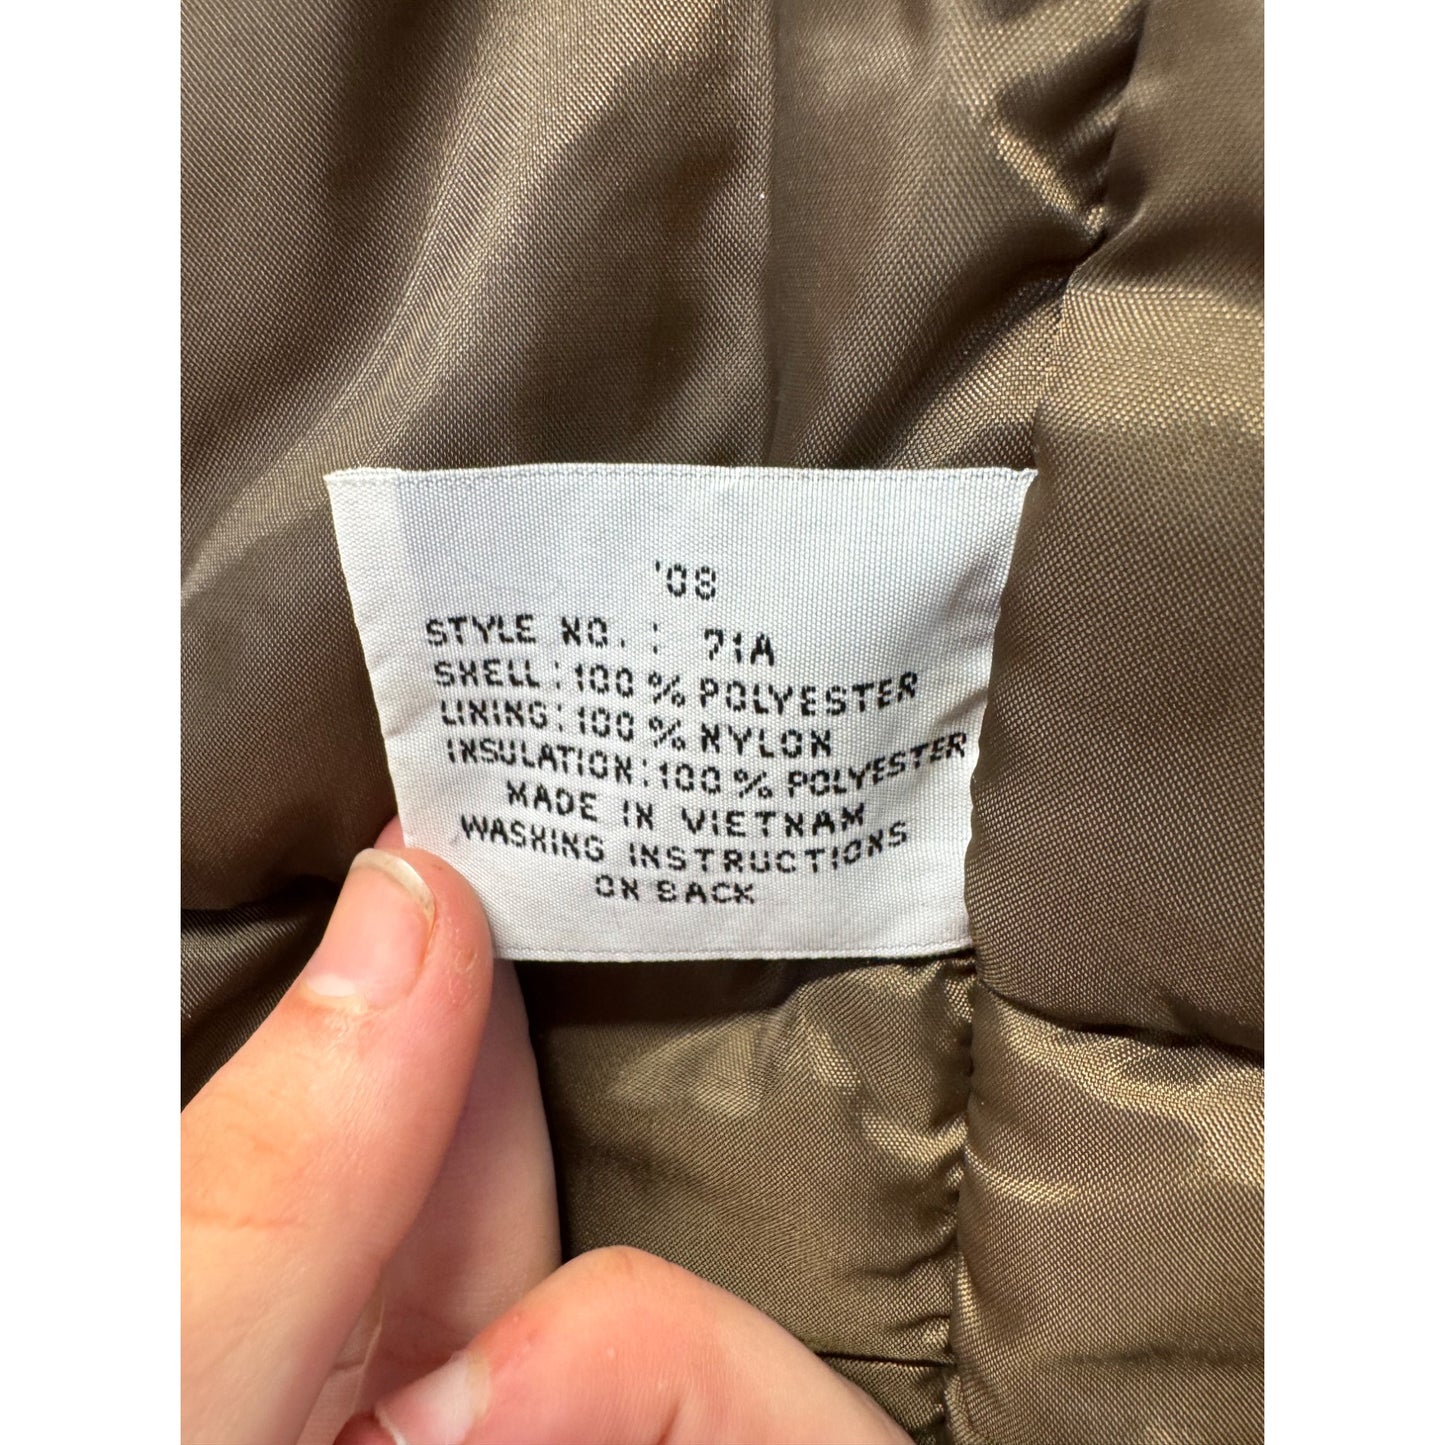 '08
STYLE NO. : 71A
SHELL : 100 % POLYESTER
LINING : 100 % NYLON
INSULATION : 100 % POLYESTER
MADE IN VIETNAM
WASHING INSTRUCTIONS
ON BACK